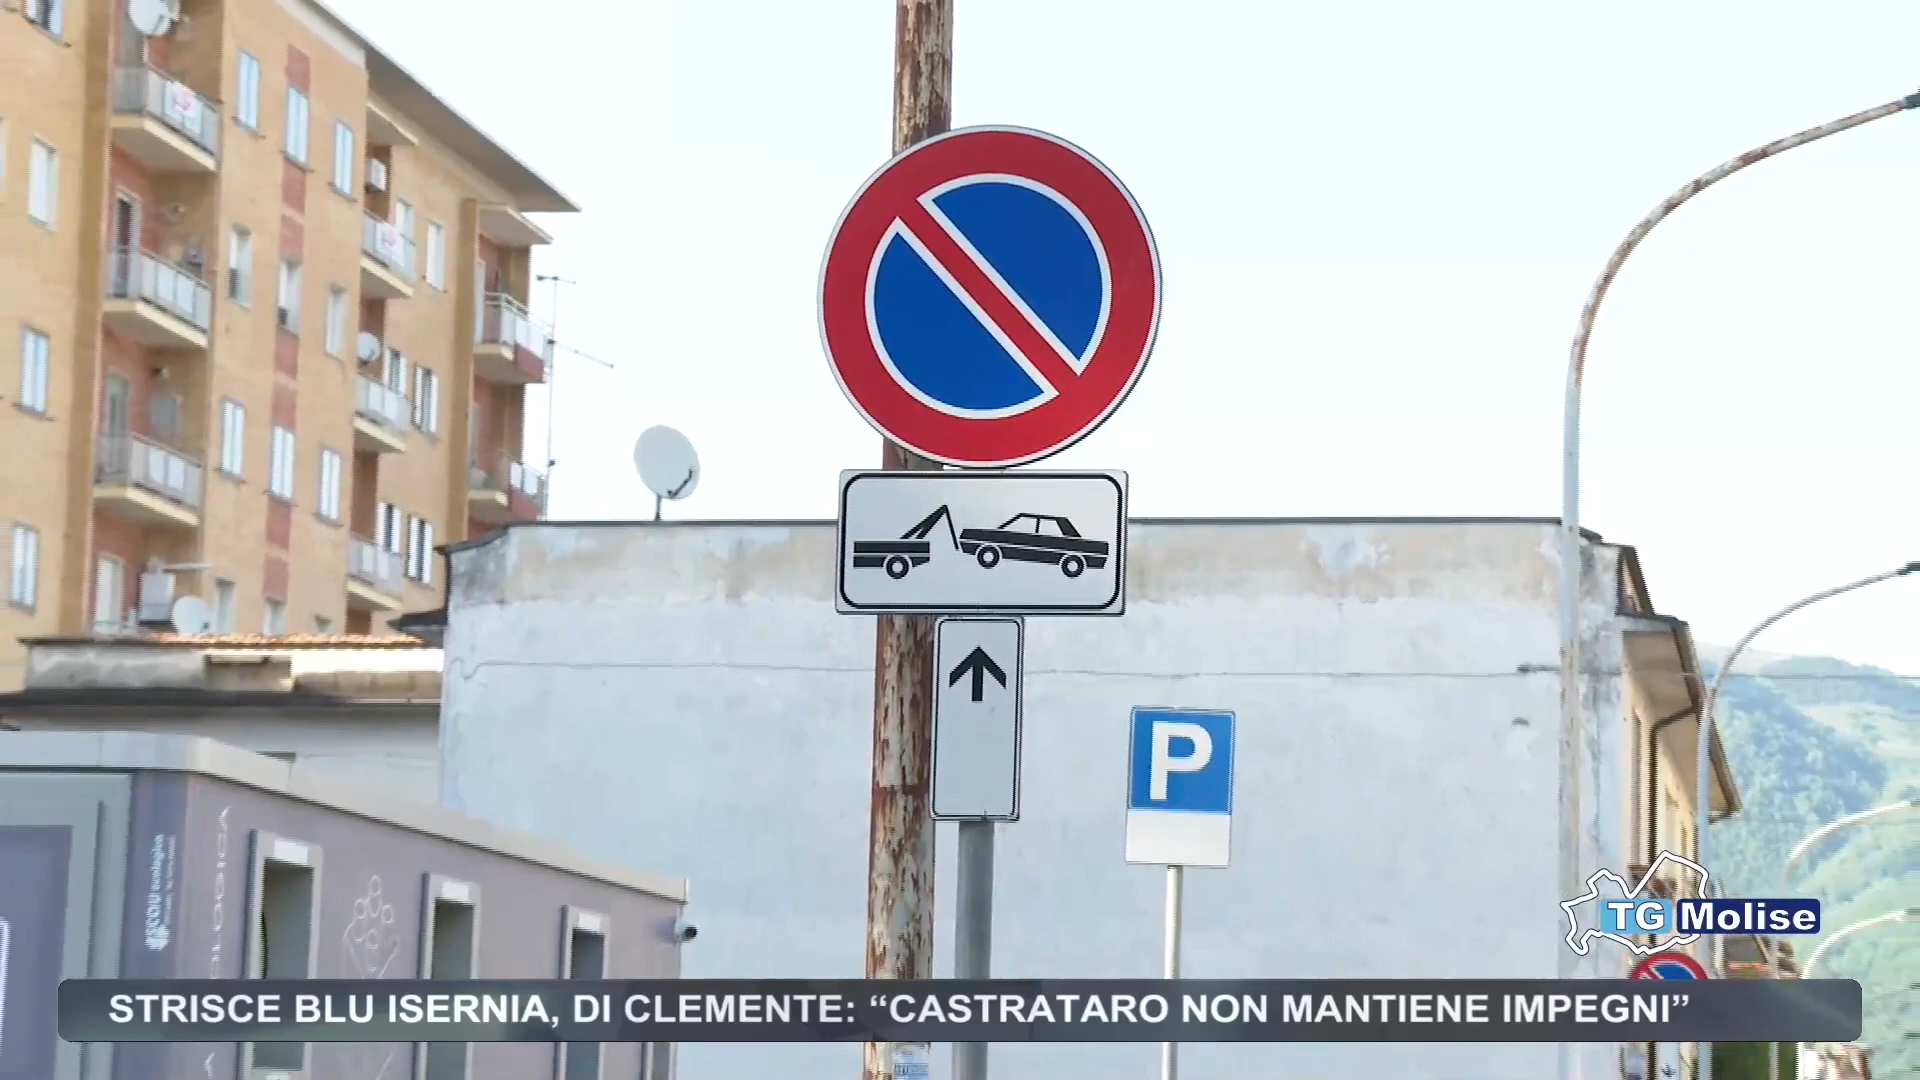 P
TG Molise
STRISCE BLU ISERNIA, DI CLEMENTE: “CASTRATARO NON MANTIENE IMPEGNI”